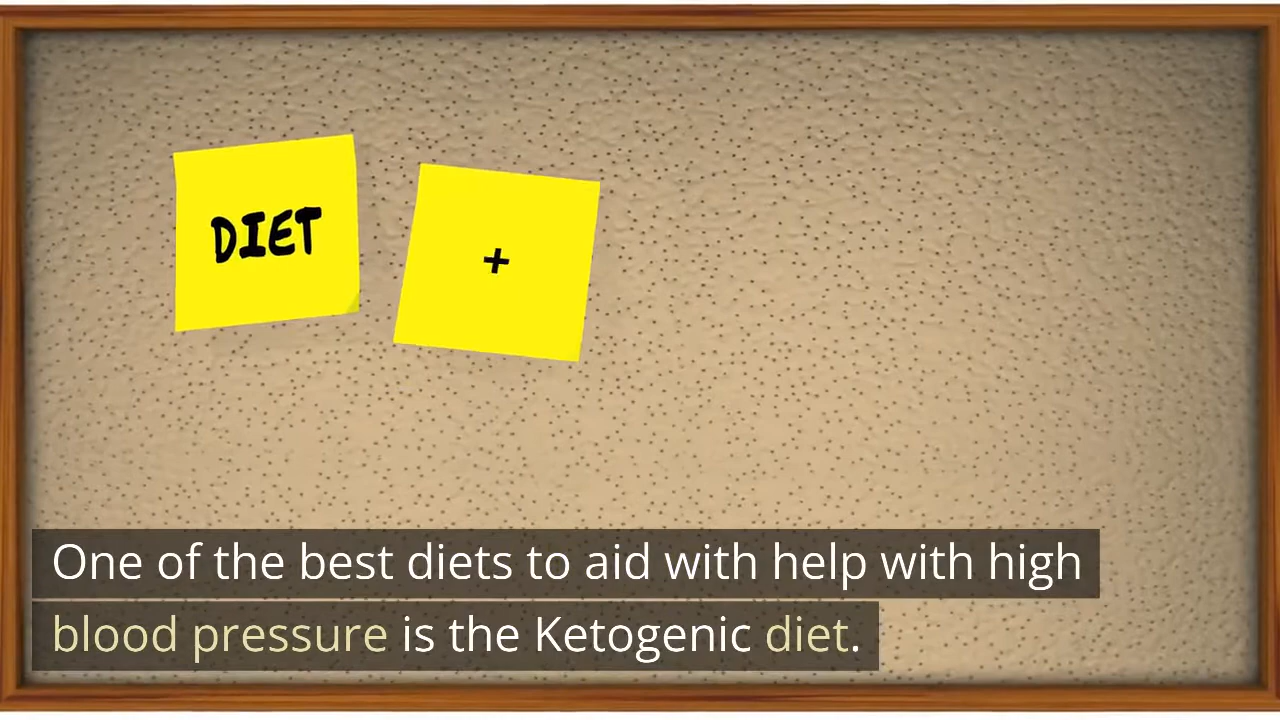 DIET
+
One of the best diets to aid with help with high
blood pressure is the Ketogenic diet.